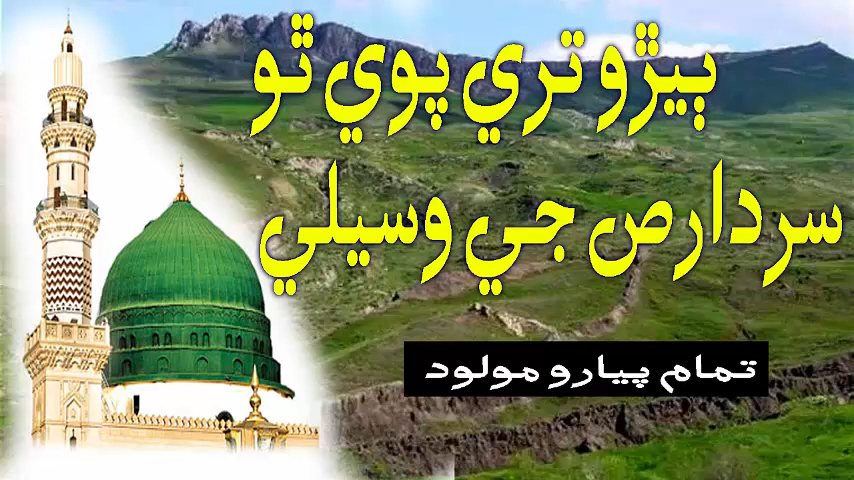 ٻيڙو تري پوي ٿو
سردارص جي وسيلي
تمام پيارو مولود